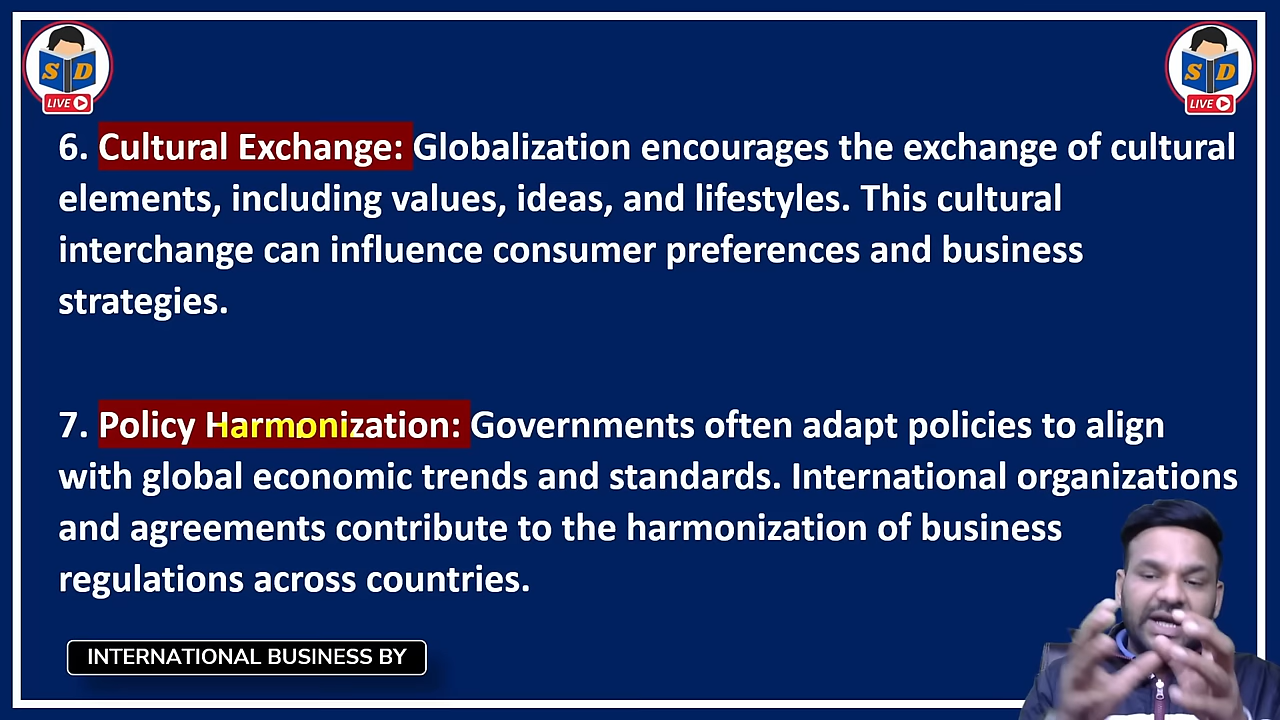 S D
LIVE
S D
LIVE
6. Cultural Exchange: Globalization encourages the exchange of cultural
elements, including values, ideas, and lifestyles. This cultural
interchange can influence consumer preferences and business
strategies.
7. Policy Harmonization: Governments often adapt policies to align
with global economic trends and standards. International organizations
and agreements contribute to the harmonization of business
regulations across countries.
INTERNATIONAL BUSINESS BY